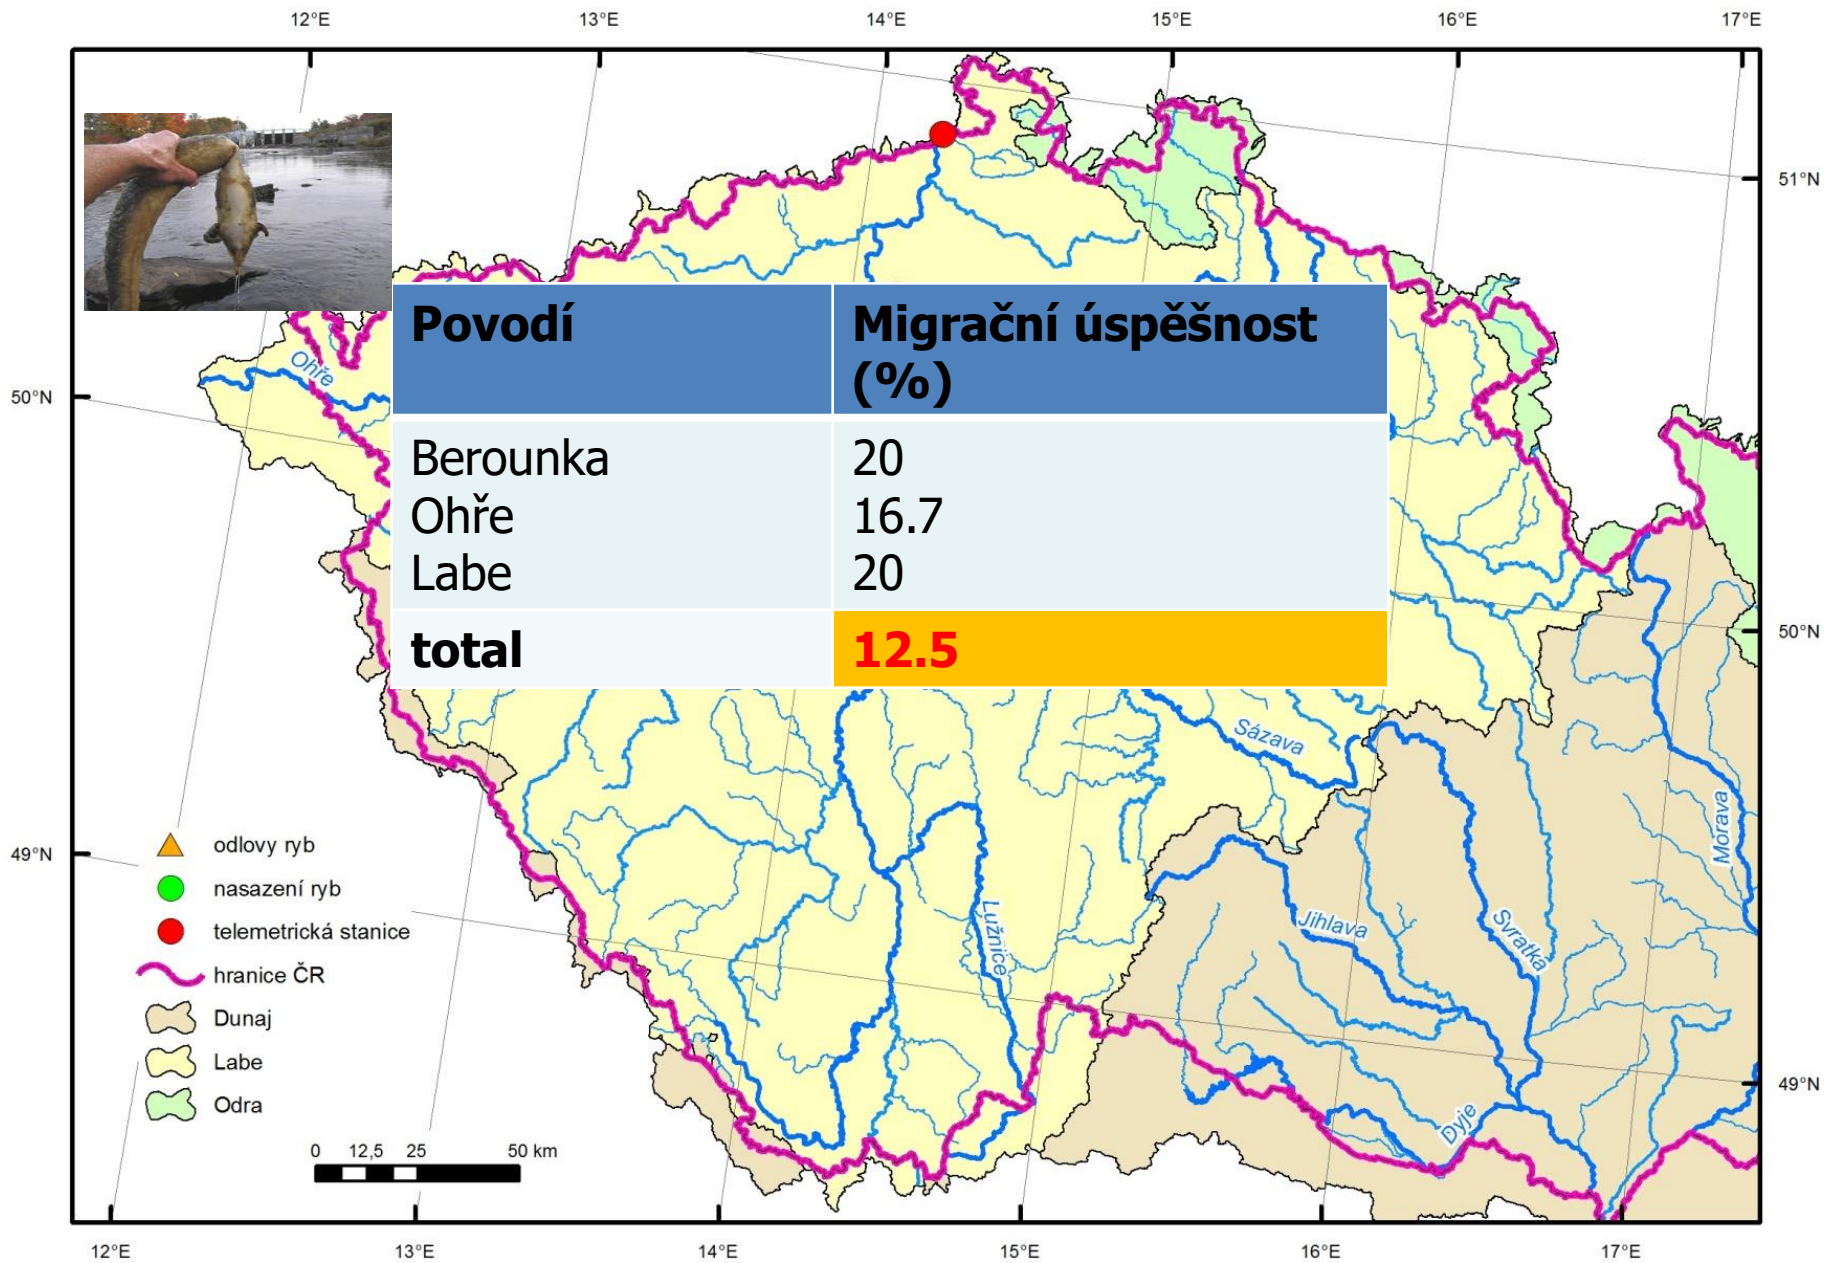 12°E 13°E 14°E 15°E 16°E 17°E
51°N
50°N
Ohře
Povodí Migrační úspěšnost (%)
Berounka 20
Ohře 16.7
Labe 20
total 12.5
50°N
Sázava
Morava
49°N
odlovy ryb
nasazení ryb
telemetrická stanice
hranice ČR
Dunaj
Labe
Odra
Lužnice
Jihlava
Svratka
Dyje
49°N
0 12,5 25 50 km
12°E 13°E 14°E 15°E 16°E 17°E